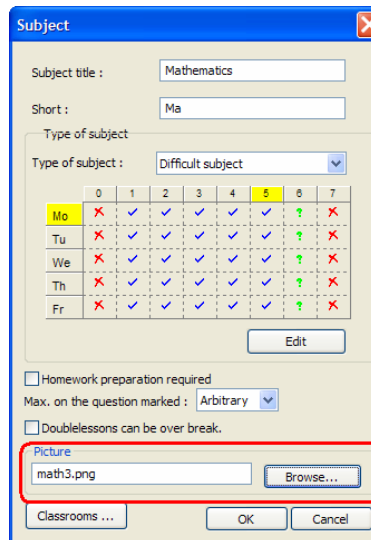 Subject
Subject title : Mathematics
Short : Ma
Type of subject
Type of subject : Difficult subject
0 1 2 3 4 5 6 7
Mo ✗ ✓ ✓ ✓ ✓ ✓ ? ✗
Tu ✗ ✓ ✓ ✓ ✓ ✓ ? ✗
We ✗ ✓ ✓ ✓ ✓ ✓ ? ✗
Th ✗ ✓ ✓ ✓ ✓ ✓ ? ✗
Fr ✗ ✓ ✓ ✓ ✓ ✓ ? ✗
Edit
Homework preparation required
Max. on the question marked : Arbitrary
Doublelessons can be over break.
Picture
math3.png Browse...
Classrooms ... OK Cancel